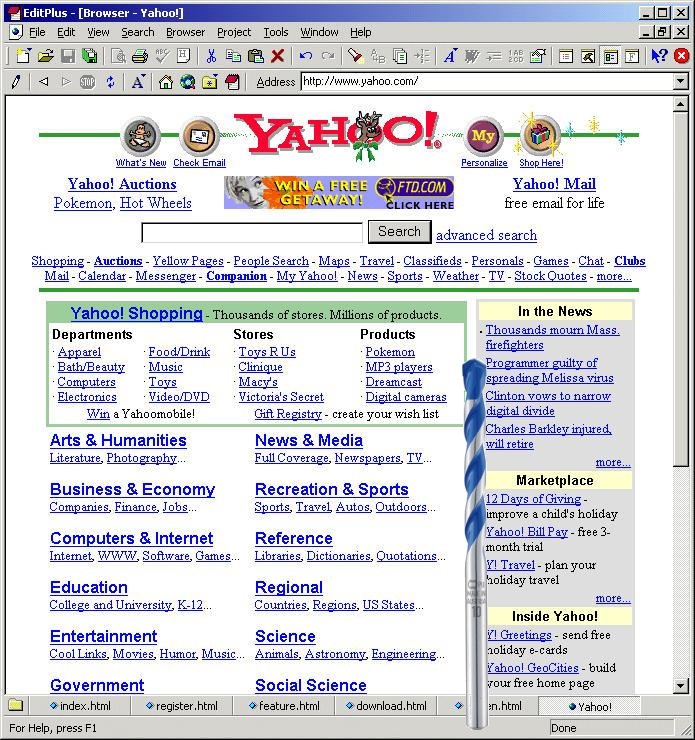 EditPlus - [Browser - Yahoo!]
File Edit View Search Browser Project Tools Window Help
Address http://www.yahoo.com/
YAHOO!
My
What's New Check Email Personalize Shop Here!
Yahoo! Auctions
Pokemon, Hot Wheels
WIN A FREE GETAWAY! FTD.COM CLICK HERE
Yahoo! Mail
free email for life
Search advanced search
Shopping - Auctions - Yellow Pages - People Search - Maps - Travel - Classifieds - Personals - Games - Chat - Clubs
Mail - Calendar - Messenger - Companion - My Yahoo! - News - Sports - Weather - TV - Stock Quotes - more...
Yahoo! Shopping - Thousands of stores. Millions of products.
Departments Stores Products
· Apparel · Food/Drink · Toys R Us · Pokemon
· Bath/Beauty · Music · Clinique · MP3 players
· Computers · Toys · Macy's · Dreamcast
· Electronics · Video/DVD · Victoria's Secret · Digital cameras
Win a Yahoomobile! Gift Registry - create your wish list
Arts & Humanities
Literature, Photography...
News & Media
Full Coverage, Newspapers, TV...
Business & Economy
Companies, Finance, Jobs...
Recreation & Sports
Sports, Travel, Autos, Outdoors...
Computers & Internet
Internet, WWW, Software, Games...
Reference
Libraries, Dictionaries, Quotations...
Education
College and University, K-12...
Regional
Countries, Regions, US States...
Entertainment
Cool Links, Movies, Humor, Music...
Science
Animals, Astronomy, Engineering...
Government
Social Science
In the News
· Thousands mourn Mass. firefighters
Programmer guilty of
spreading Melissa virus
Clinton vows to narrow
digital divide
Charles Barkley injured,
will retire
more...
Marketplace
12 Days of Giving -
improve a child's holiday
Yahoo! Bill Pay - free 3-
month trial
Y! Travel - plan your
holiday travel
more...
Inside Yahoo!
Y! Greetings - send free
holiday e-cards
Yahoo! GeoCities - build
your free home page
index.html register.html feature.html download.html en.html Yahoo!
For Help, press F1 Done